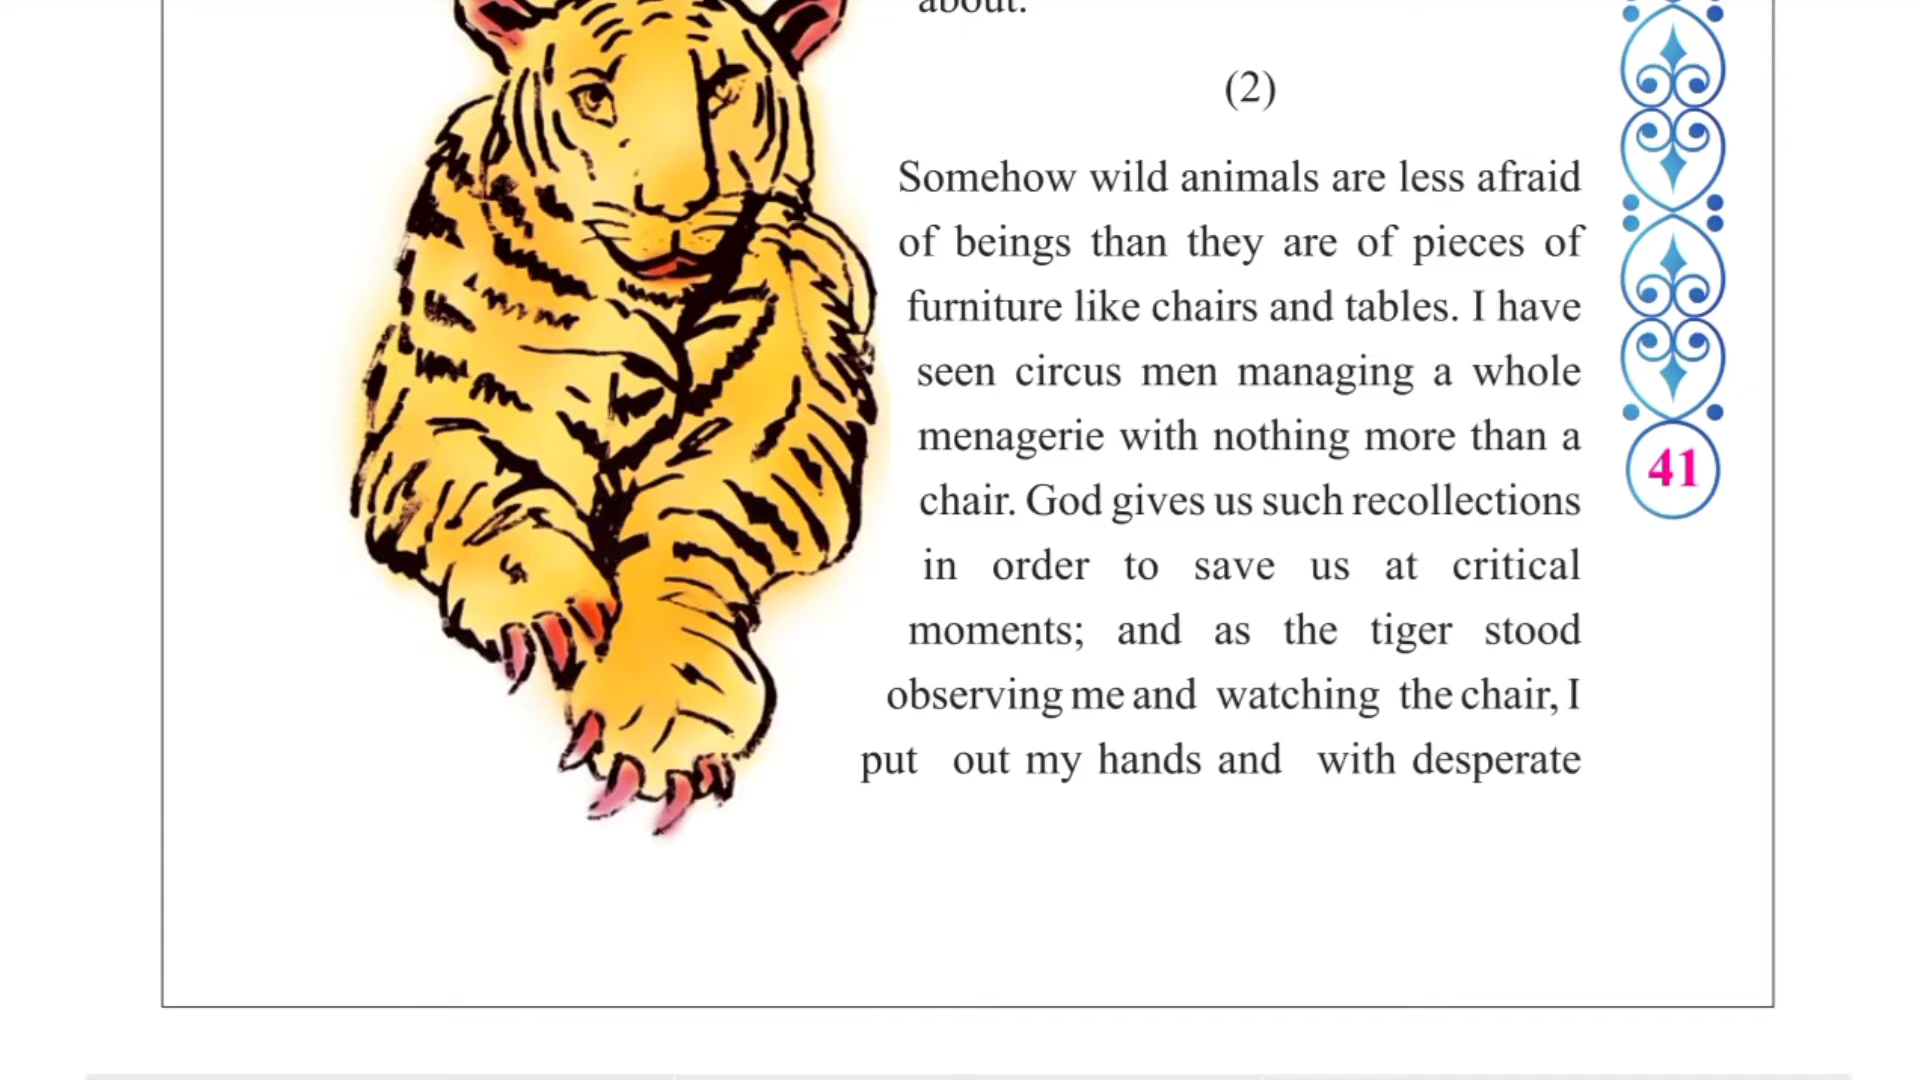 about.
(2)
Somehow wild animals are less afraid
of beings than they are of pieces of
furniture like chairs and tables. I have
seen circus men managing a whole
menagerie with nothing more than a
chair. God gives us such recollections
in order to save us at critical
moments; and as the tiger stood
observing me and watching the chair, I
put out my hands and with desperate
41